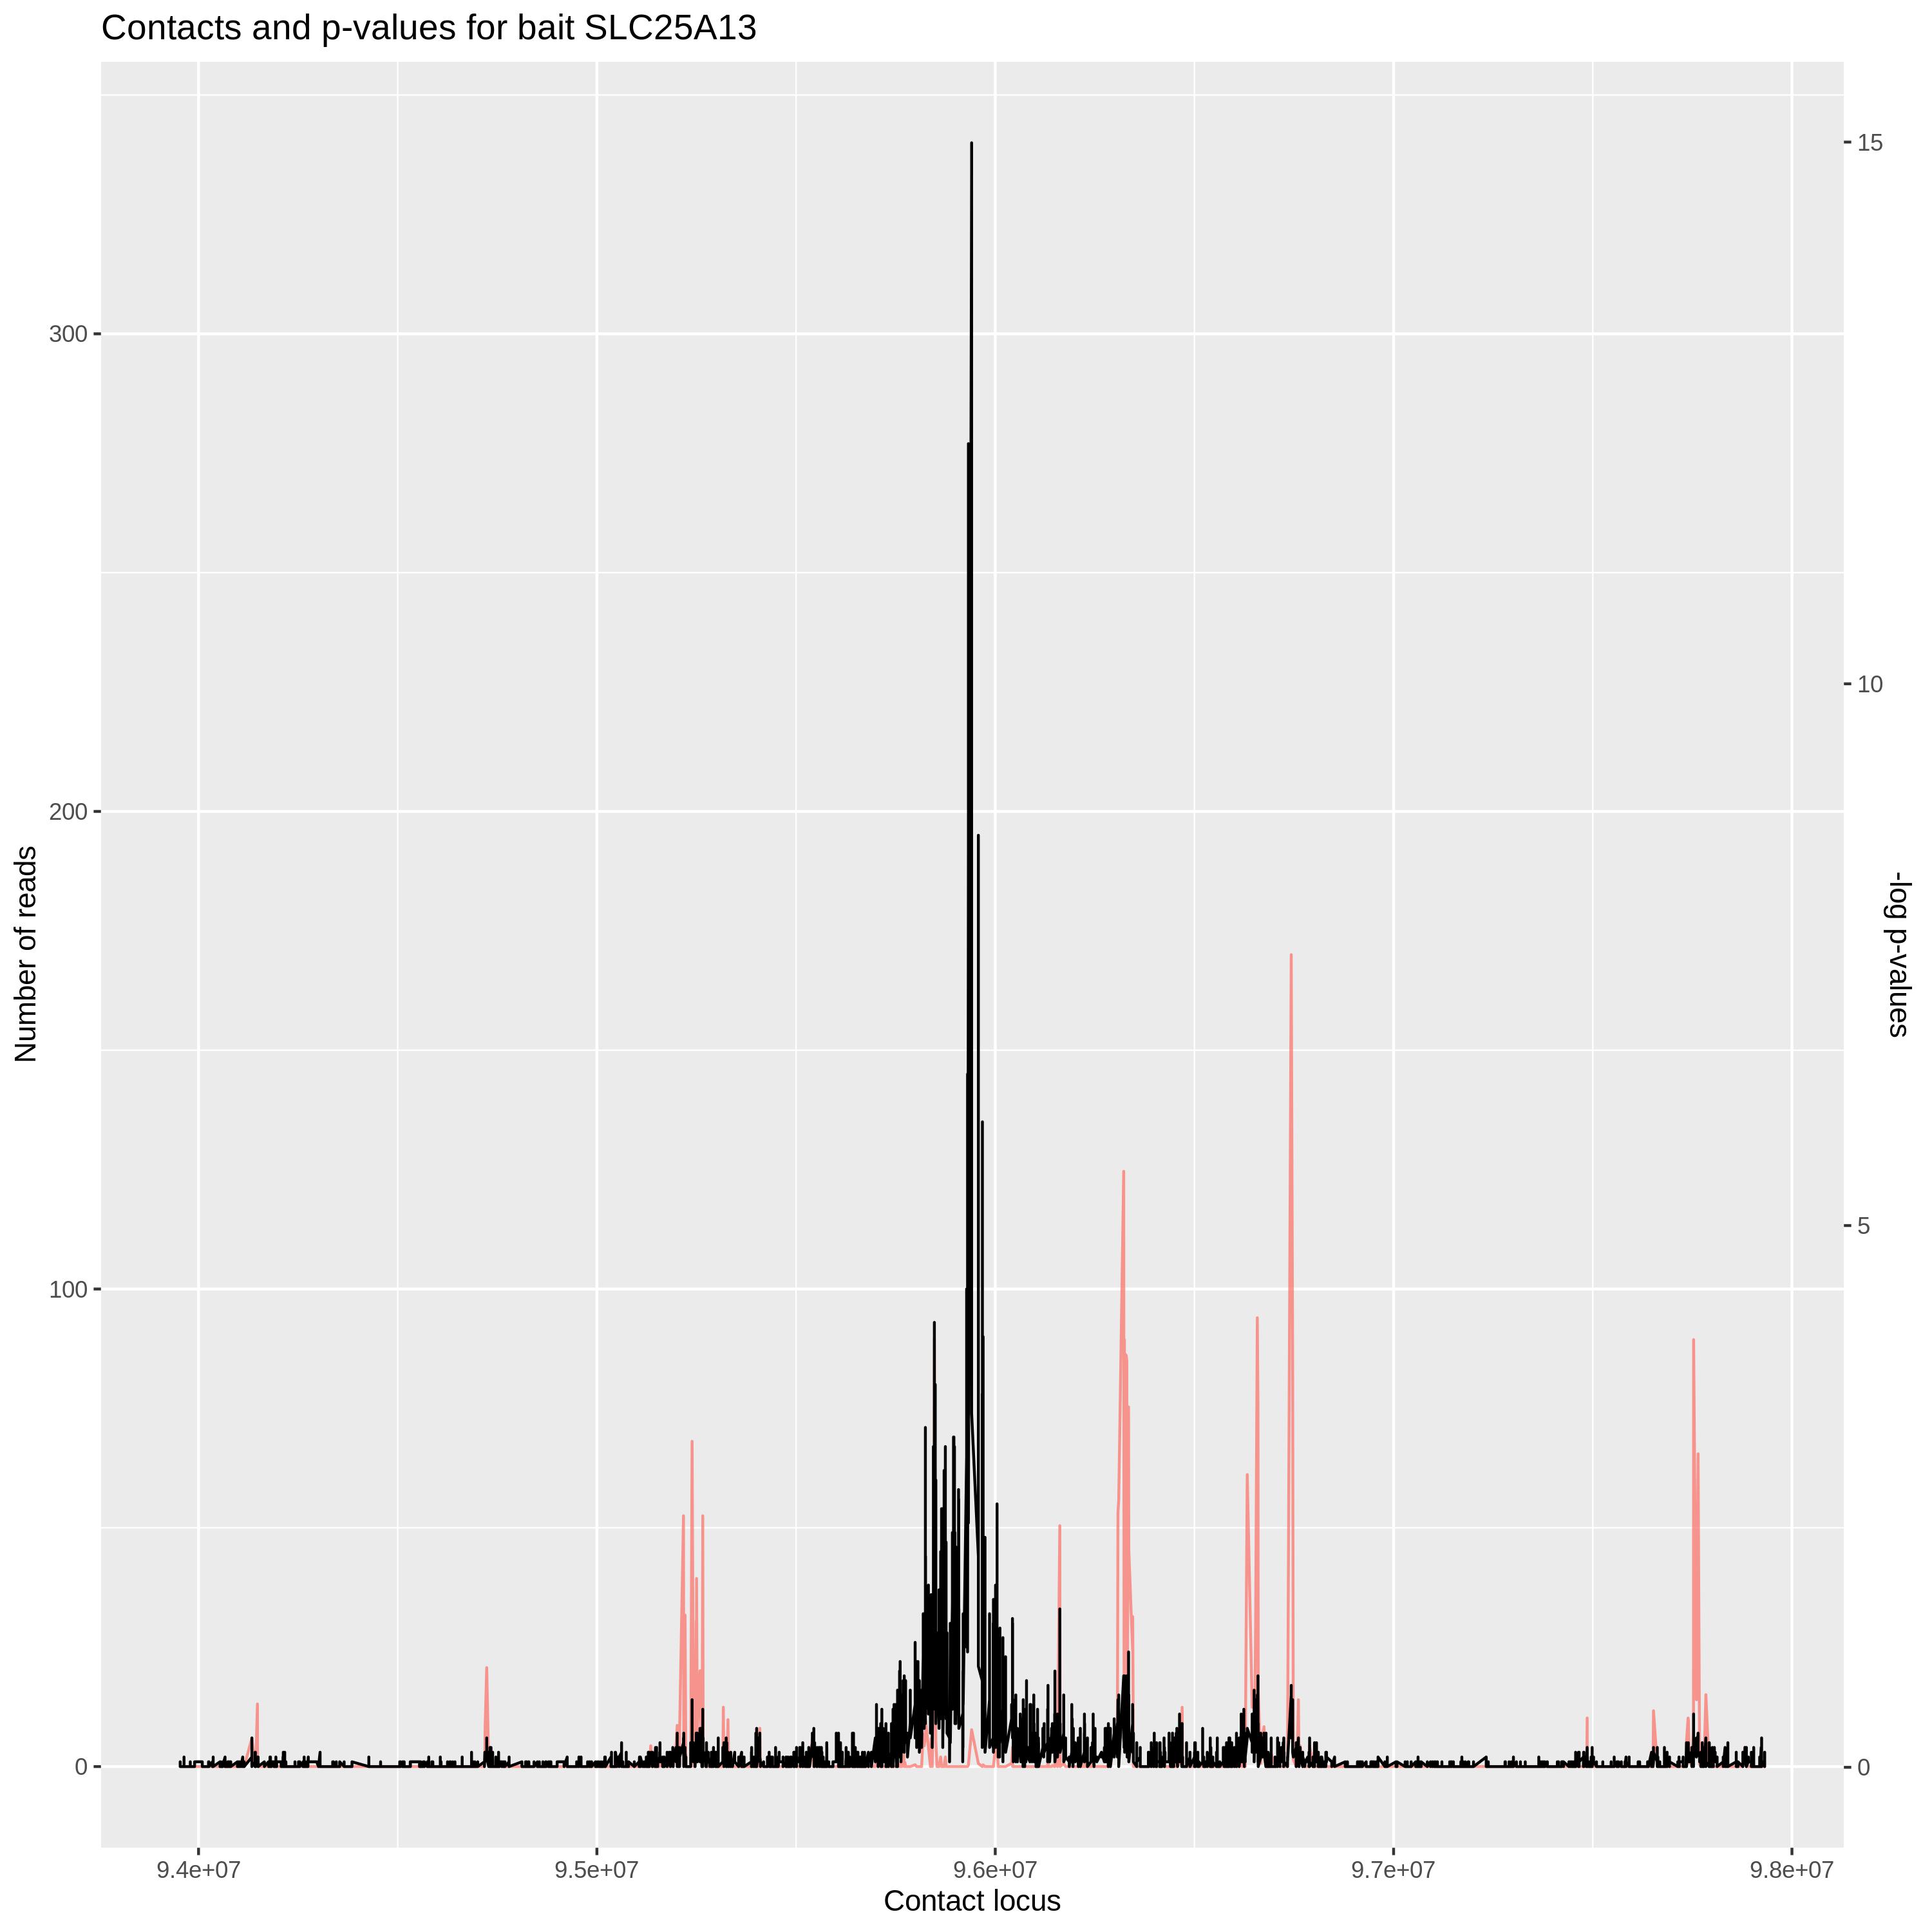 Contacts and p-values for bait SLC25A13
Number of reads
300
200
100
0
15
10
5
0
-log p-values
9.4e+07 9.5e+07 9.6e+07 9.7e+07 9.8e+07
Contact locus